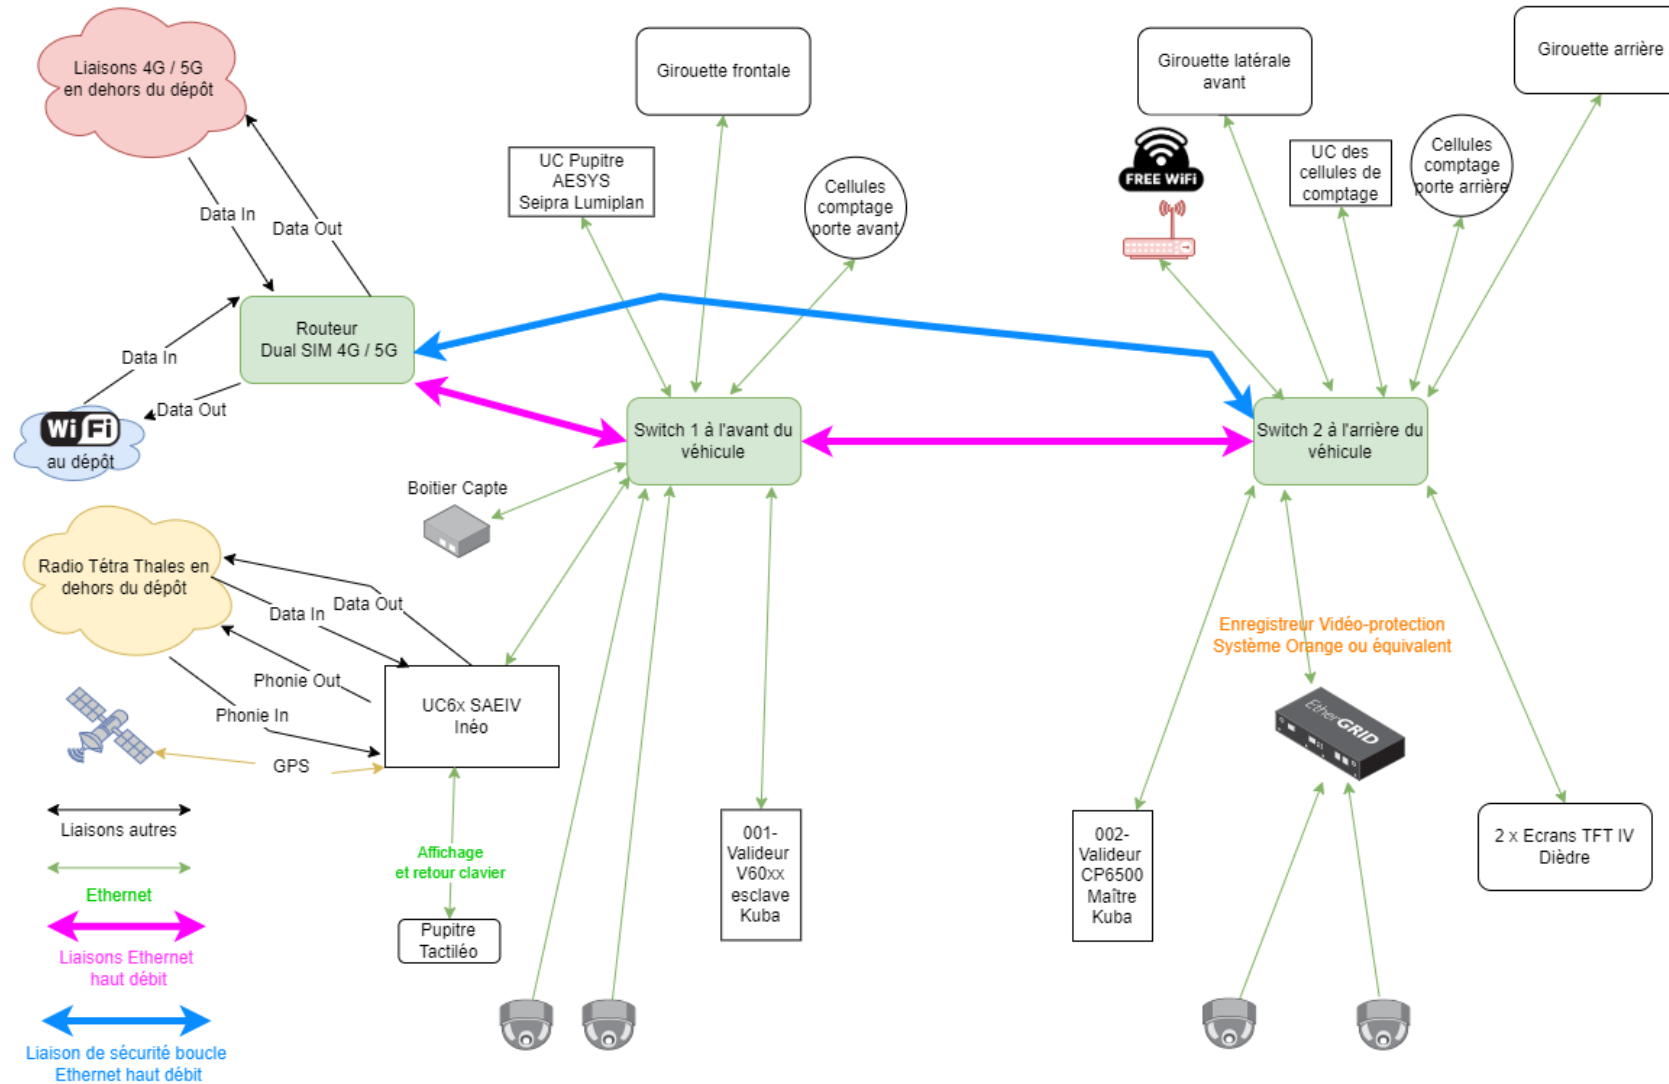 Liaisons 4G / 5G
en dehors du dépôt
Girouette frontale
Girouette latérale
avant
Girouette arrière
UC Pupitre
AESYS
Seipra Lumiplan
Cellules
comptage
porte avant
FREE WiFi
UC des
cellules de
comptage
Cellules
comptage
porte arrière
Data In
Data Out
Routeur
Dual SIM 4G / 5G
Data In
Data Out
Wi Fi
au dépôt
Switch 1 à l'avant du
véhicule
Switch 2 à l'arrière du
véhicule
Boitier Capte
Radio Tétra Thales en
dehors du dépôt
Data Out
Data In
Phonie Out
Phonie In
GPS
UC6x SAEIV
Inéo
Enregistreur Vidéo-protection
Système Orange ou équivalent
EtherGRID
Affichage
et retour clavier
Pupitre
Tactiléo
001-
Valideur
V60xx
esclave
Kuba
002-
Valideur
CP6500
Maître
Kuba
2 x Ecrans TFT IV
Dièdre
Liaisons autres
Ethernet
Liaisons Ethernet
haut débit
Liaison de sécurité boucle
Ethernet haut débit